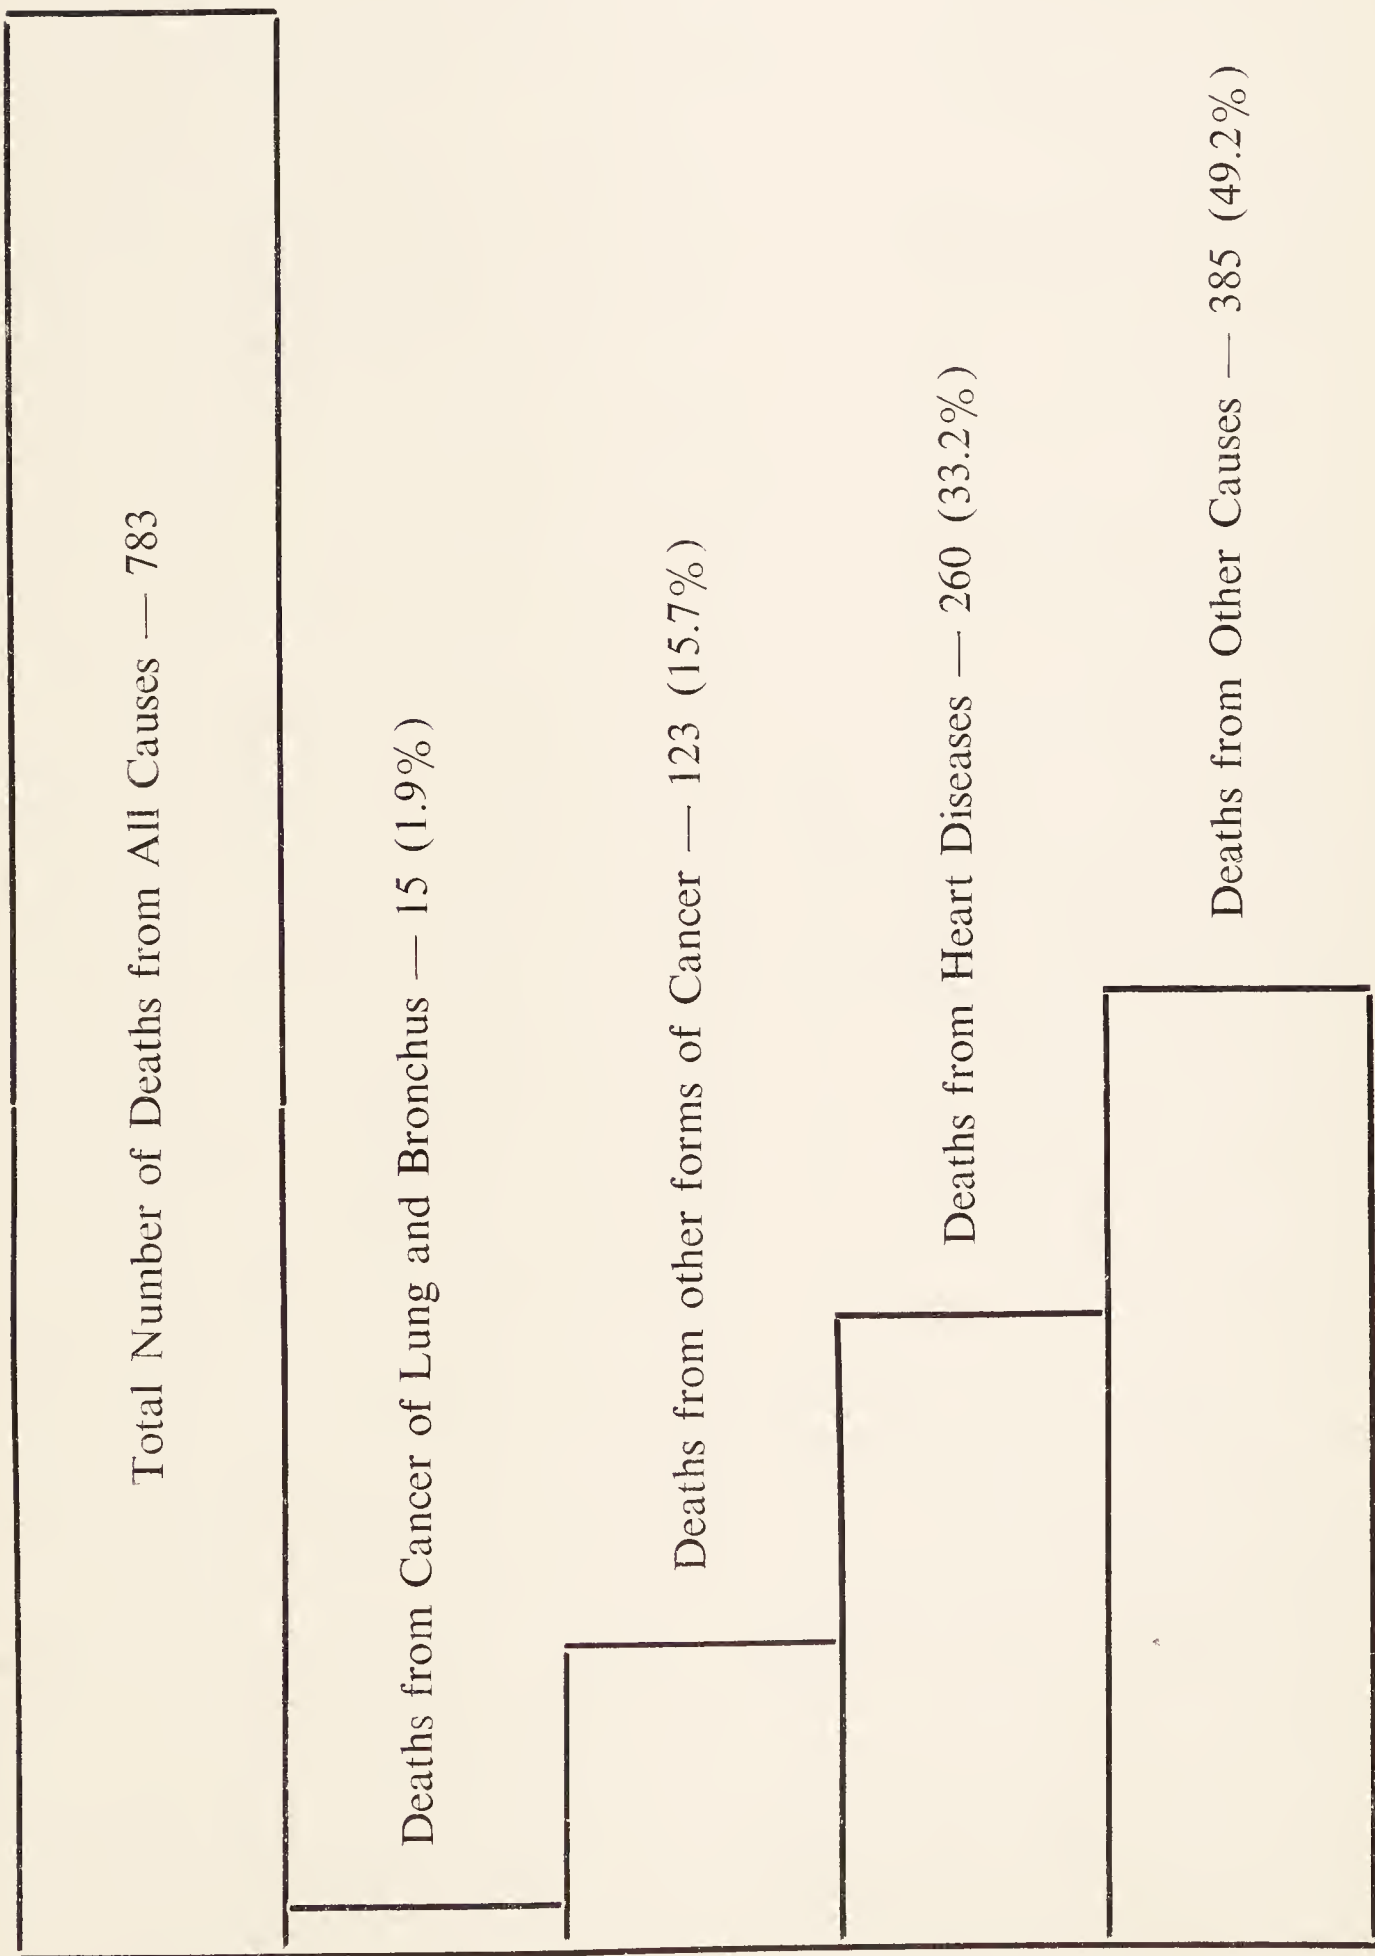 Total Number of Deaths from All Causes — 783
Deaths from Cancer of Lung and Bronchus — 15 (1.9%)
Deaths from other forms of Cancer — 123 (15.7%)
Deaths from Heart Diseases — 260 (33.2%)
Deaths from Other Causes — 385 (49.2%)